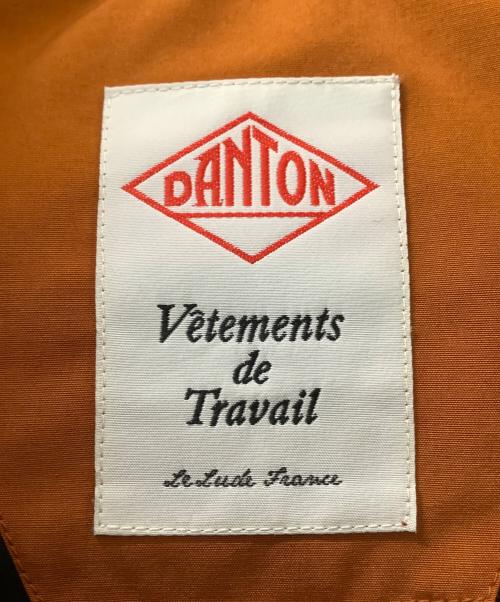 DANTON
Vêtements
de
Travail
Le Lude France